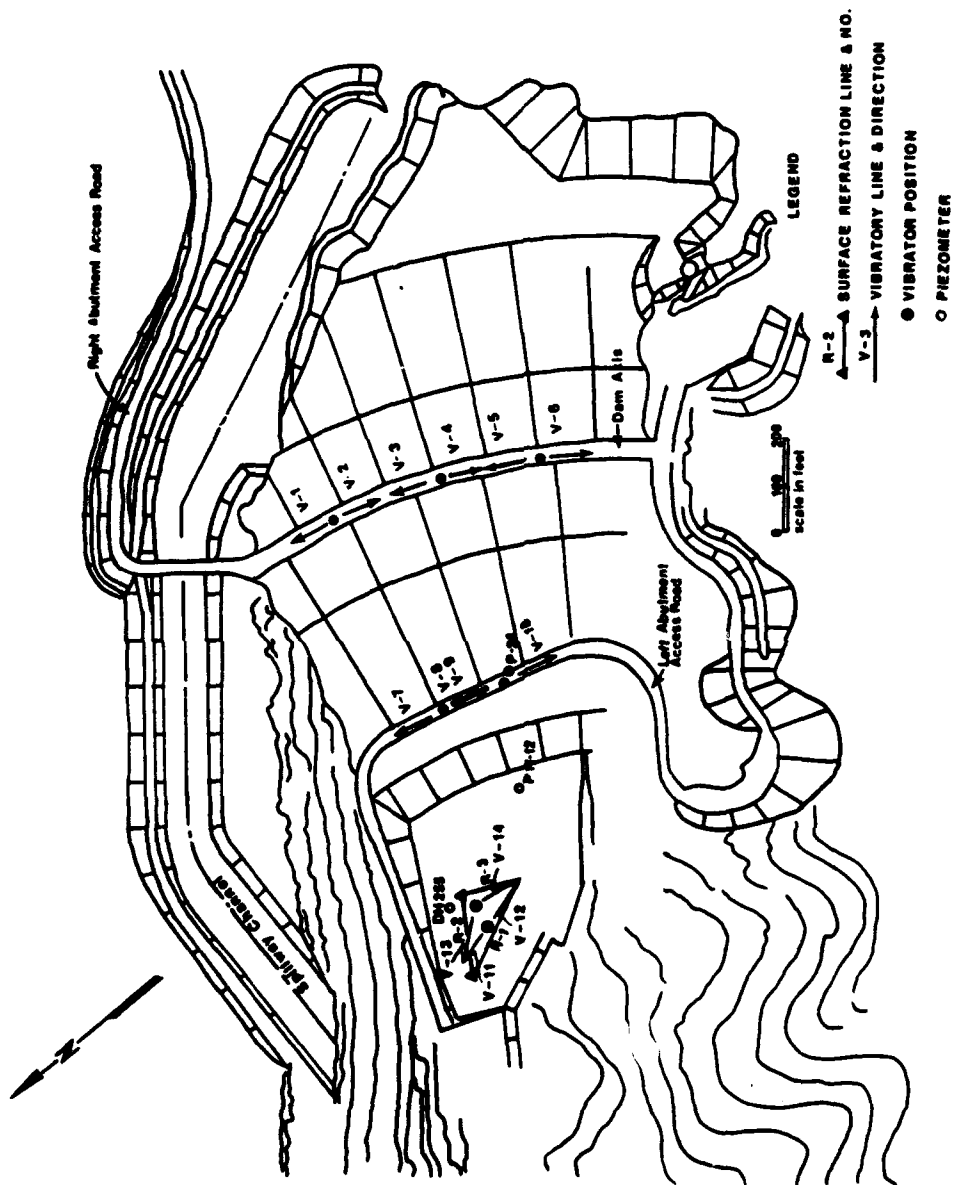 Right Abutment Access Road
Spillway Channel
N
V-1
V-2
V-3
V-4
V-5
V-6
Dam Axis
V-7
V-8
V-9
V-10
Left Abutment
Access Road
DH 256
R-2
R-3
V-14
R-1
V-12
V-11
0 100 200
scale in feet
LEGEND
R-2 SURFACE REFRACTION LINE & NO.
V-3 VIBRATORY LINE & DIRECTION
VIBRATOR POSITION
PIEZOMETER